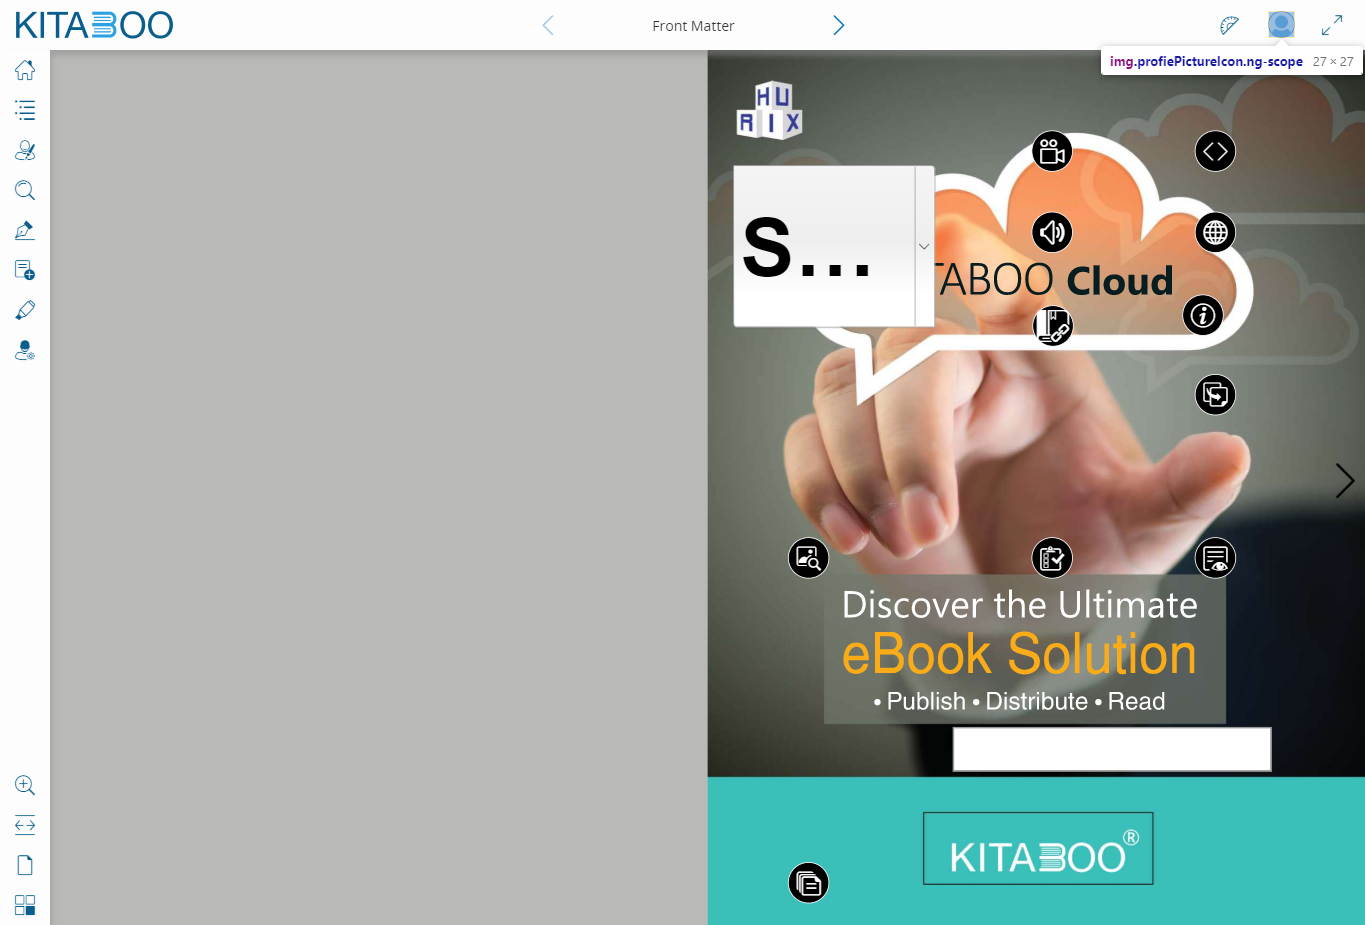 KITABOO
Front Matter
img.profiePictureIcon.ng-scope 27 × 27
HU
RIX
S...
TABOO Cloud
Discover the Ultimate
eBook Solution
• Publish • Distribute • Read
KITABOO®